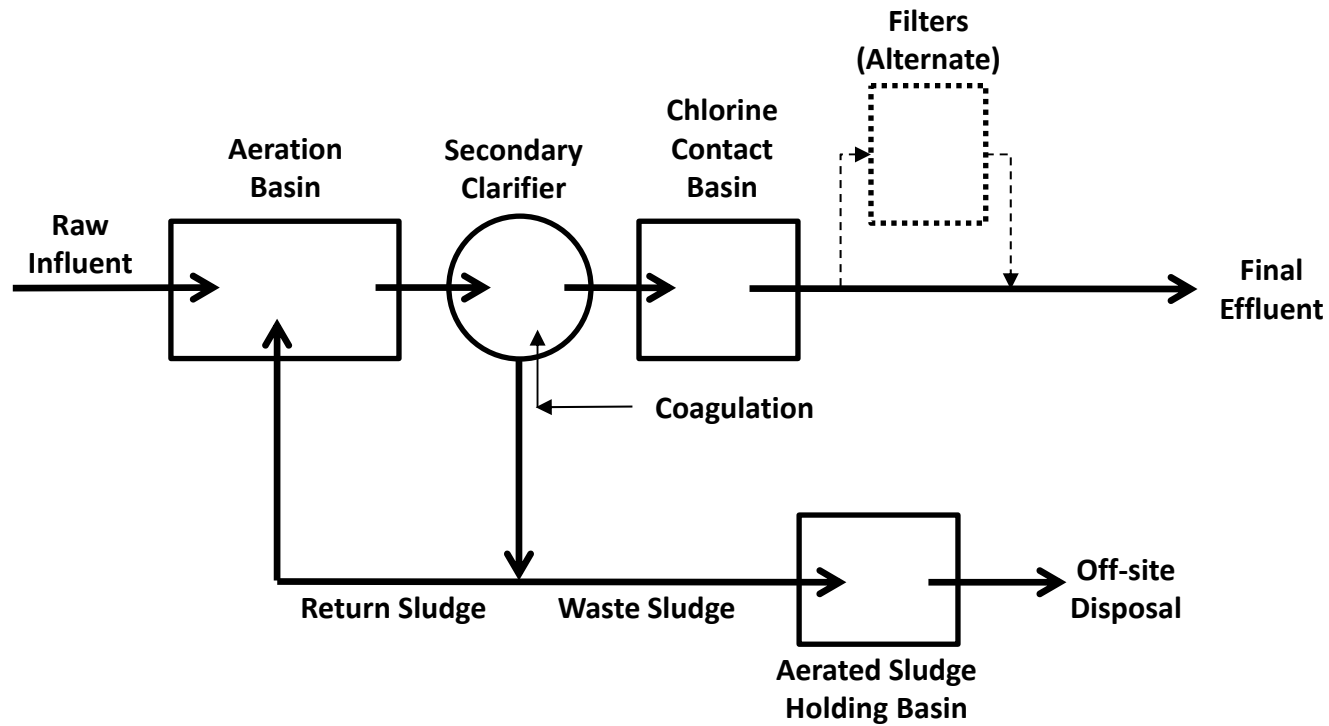 Filters
(Alternate)
Chlorine
Contact
Basin
Aeration
Basin
Secondary
Clarifier
Raw
Influent
Final
Effluent
Coagulation
Return Sludge
Waste Sludge
Off-site
Disposal
Aerated Sludge
Holding Basin